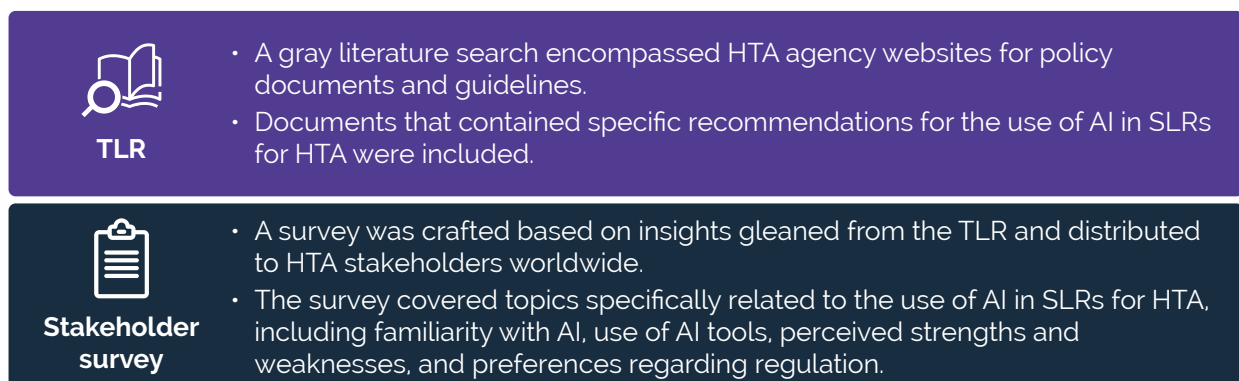 TLR
• A gray literature search encompassed HTA agency websites for policy
documents and guidelines.
• Documents that contained specific recommendations for the use of AI in SLRs
for HTA were included.
Stakeholder
survey
• A survey was crafted based on insights gleaned from the TLR and distributed
to HTA stakeholders worldwide.
• The survey covered topics specifically related to the use of AI in SLRs for HTA,
including familiarity with AI, use of AI tools, perceived strengths and
weaknesses, and preferences regarding regulation.